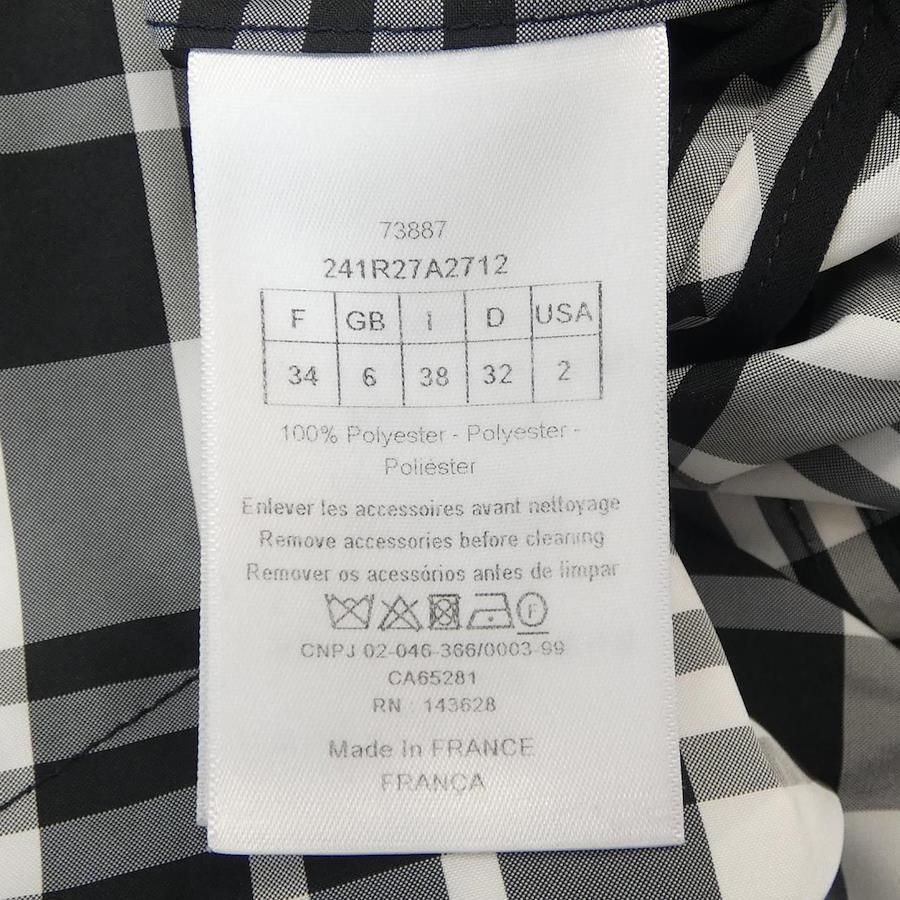 73887
241R27A2712
F GB I D USA
34 6 38 32 2
100% Polyester - Polyester -
Poliéster
Enlever les accessoires avant nettoyage
Remove accessories before cleaning
Remover os acessórios antes de limpar
F
CNPJ 02-046-366/0003-99
CA65281
RN : 143628
Made In FRANCE
FRANÇA